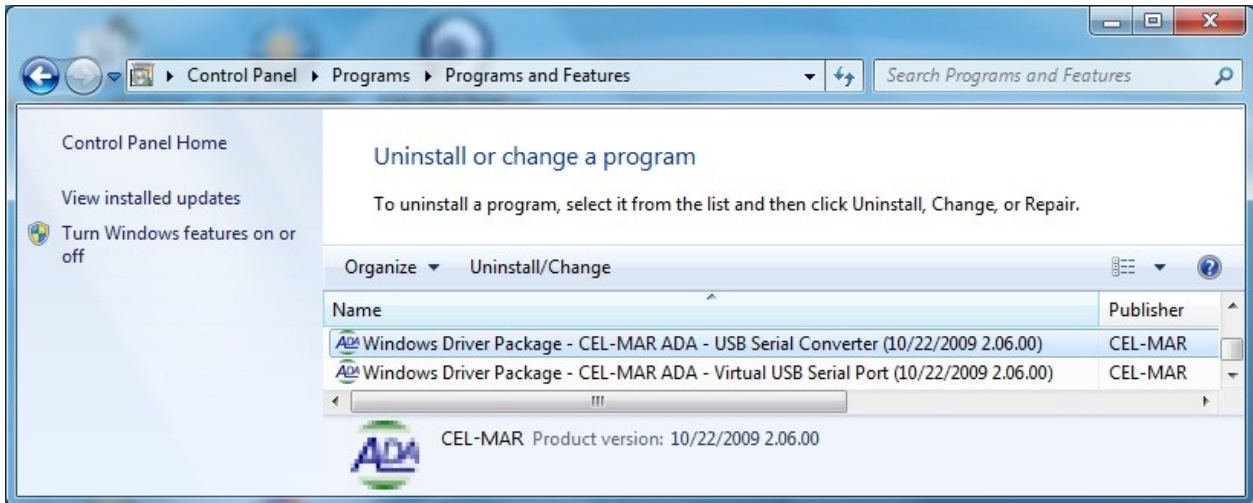 Control Panel ▸ Programs ▸ Programs and Features
Search Programs and Features
Control Panel Home
View installed updates
Turn Windows features on or
off
Uninstall or change a program
To uninstall a program, select it from the list and then click Uninstall, Change, or Repair.
Organize Uninstall/Change
Name Publisher
ADA Windows Driver Package - CEL-MAR ADA - USB Serial Converter (10/22/2009 2.06.00) CEL-MAR
ADA Windows Driver Package - CEL-MAR ADA - Virtual USB Serial Port (10/22/2009 2.06.00) CEL-MAR
ADA CEL-MAR Product version: 10/22/2009 2.06.00